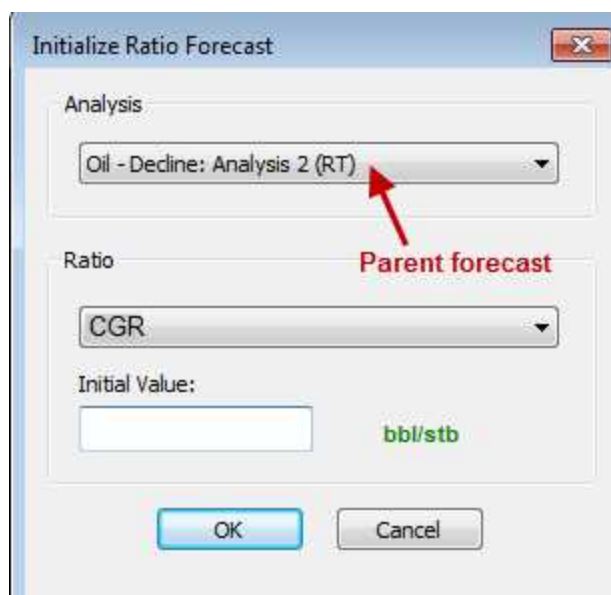 Initialize Ratio Forecast
Analysis
Oil - Decline: Analysis 2 (RT)
Parent forecast
Ratio
CGR
Initial Value:
bbl/stb
OK Cancel